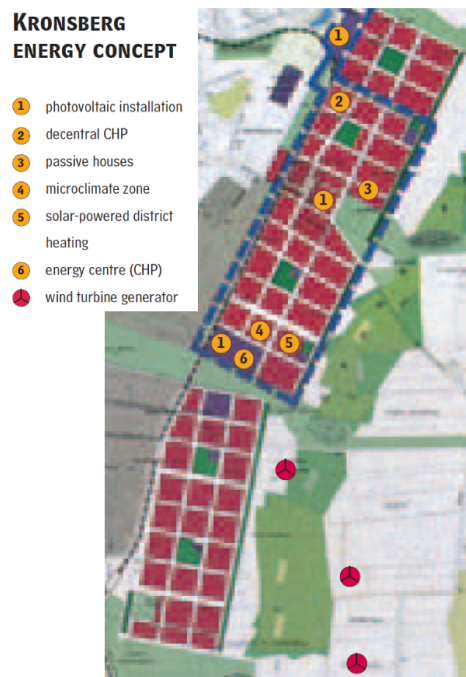 KRONSBERG
ENERGY CONCEPT
1 photovoltaic installation
2 decentral CHP
3 passive houses
4 microclimate zone
5 solar-powered district
heating
6 energy centre (CHP)
wind turbine generator
1
2
3
1
4
1
5
6